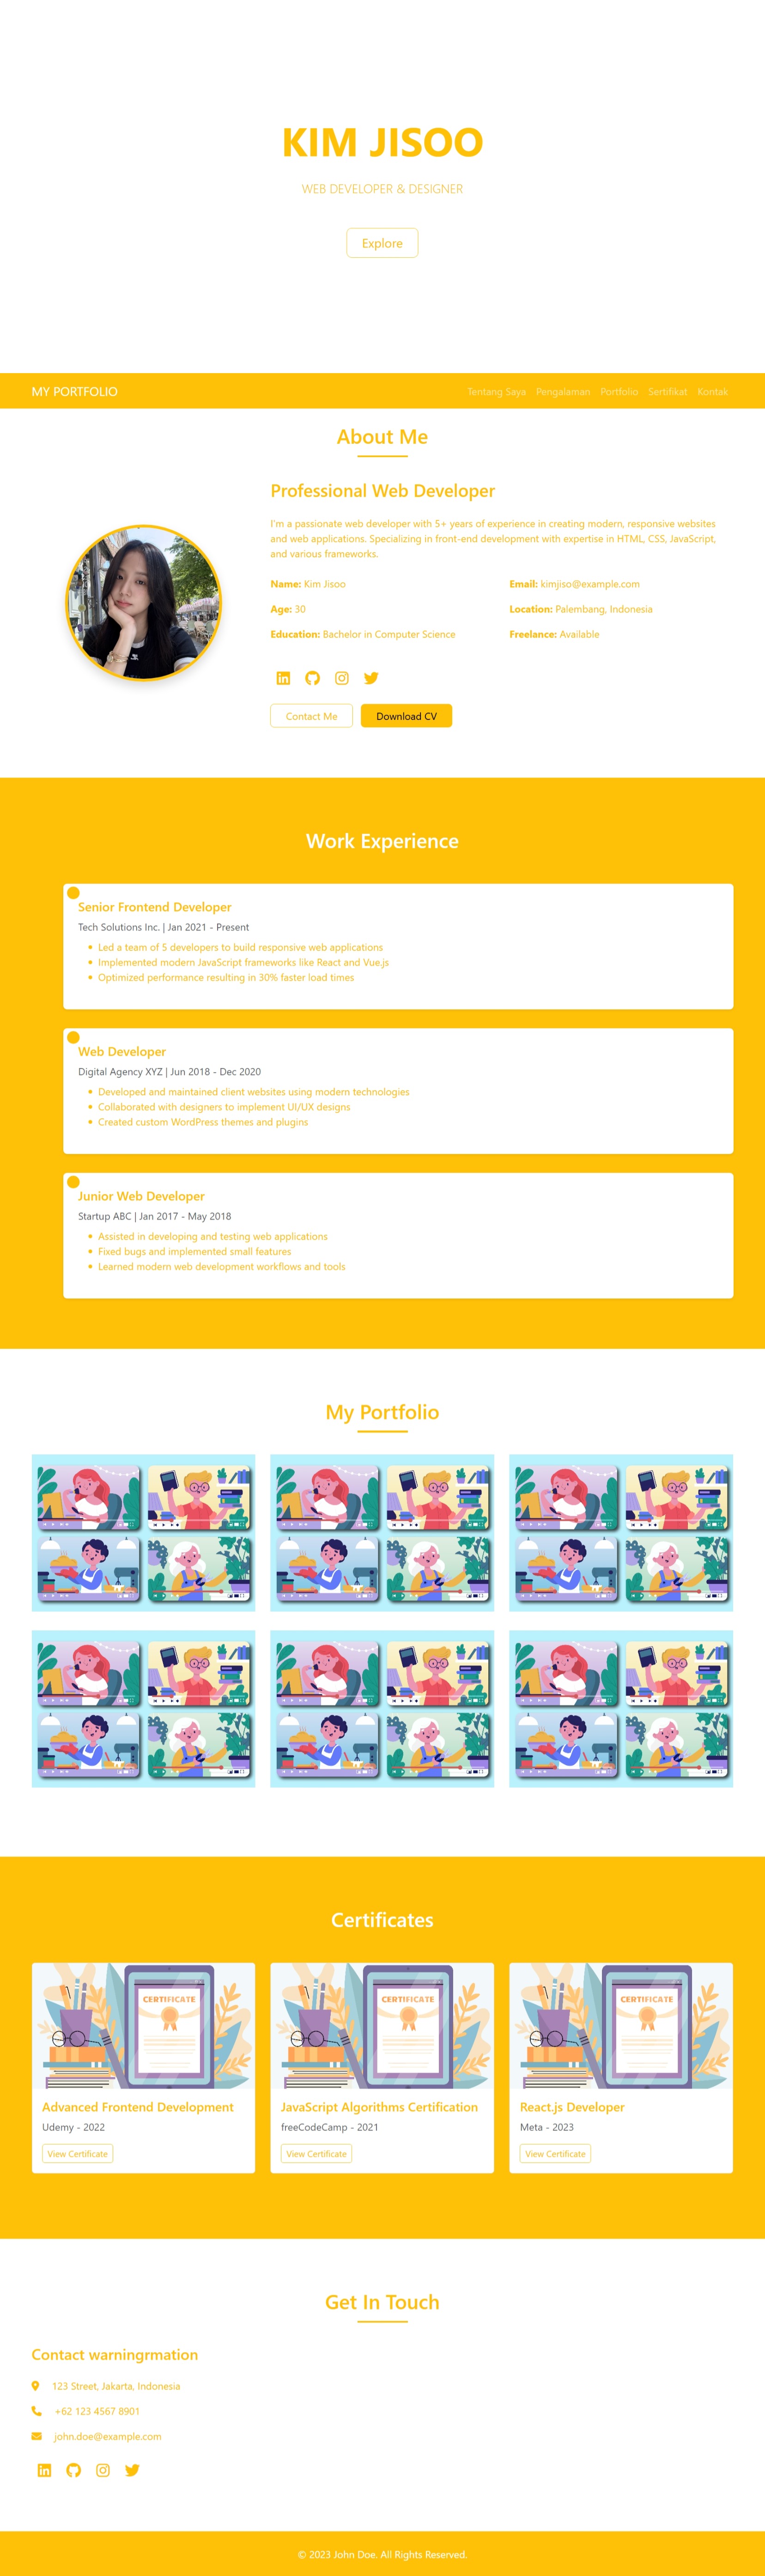 KIM JISOO
WEB DEVELOPER & DESIGNER
Explore
MY PORTFOLIO
Tentang Saya Pengalaman Portfolio Sertifikat Kontak
About Me
Professional Web Developer
I'm a passionate web developer with 5+ years of experience in creating modern, responsive websites
and web applications. Specializing in front-end development with expertise in HTML, CSS, JavaScript,
and various frameworks.
Name: Kim Jisoo
Email: kimjiso@example.com
Age: 30
Location: Palembang, Indonesia
Education: Bachelor in Computer Science
Freelance: Available
Contact Me
Download CV
Work Experience
Senior Frontend Developer
Tech Solutions Inc. | Jan 2021 - Present
Led a team of 5 developers to build responsive web applications
Implemented modern JavaScript frameworks like React and Vue.js
Optimized performance resulting in 30% faster load times
Web Developer
Digital Agency XYZ | Jun 2018 - Dec 2020
Developed and maintained client websites using modern technologies
Collaborated with designers to implement UI/UX designs
Created custom WordPress themes and plugins
Junior Web Developer
Startup ABC | Jan 2017 - May 2018
Assisted in developing and testing web applications
Fixed bugs and implemented small features
Learned modern web development workflows and tools
My Portfolio
Certificates
CERTIFICATE
CERTIFICATE
CERTIFICATE
Advanced Frontend Development
Udemy - 2022
View Certificate
JavaScript Algorithms Certification
freeCodeCamp - 2021
View Certificate
React.js Developer
Meta - 2023
View Certificate
Get In Touch
Contact warningrmation
123 Street, Jakarta, Indonesia
+62 123 4567 8901
john.doe@example.com
© 2023 John Doe. All Rights Reserved.